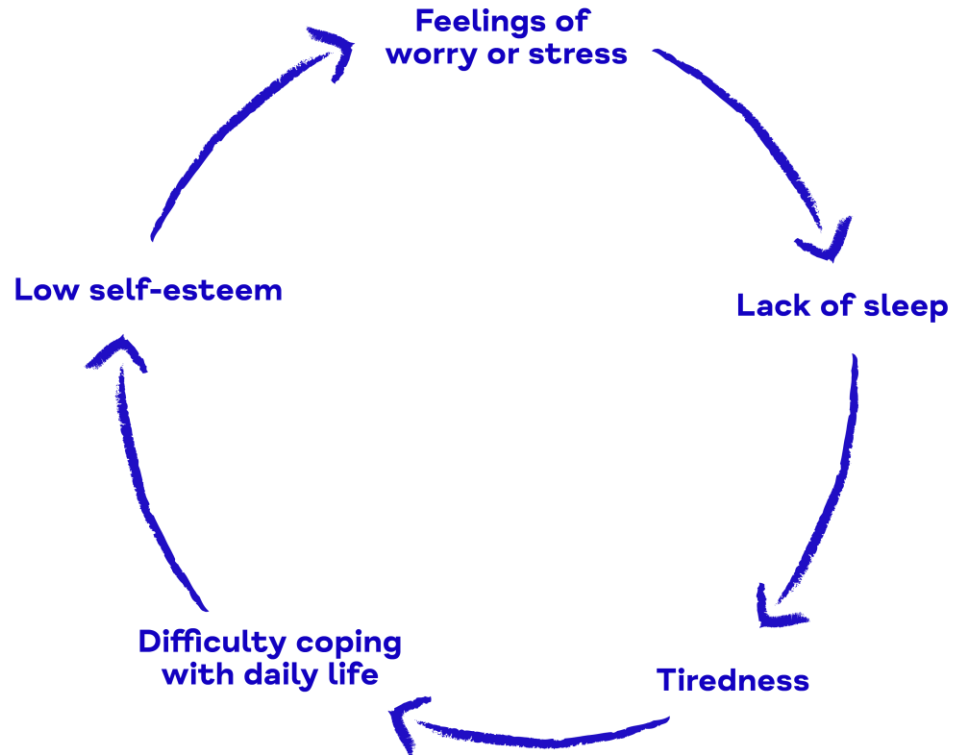 Feelings of
worry or stress
Lack of sleep
Tiredness
Difficulty coping
with daily life
Low self-esteem